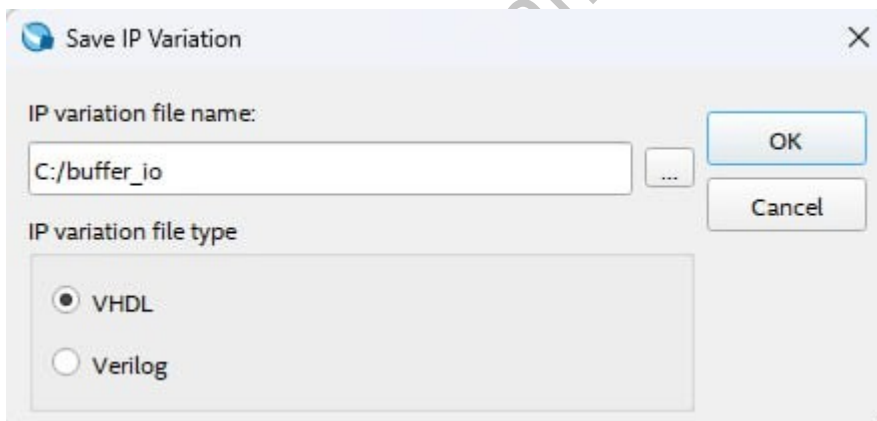 Save IP Variation
IP variation file name:
C:/buffer_io
...
OK
Cancel
IP variation file type
VHDL
Verilog